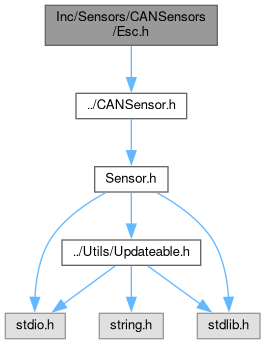 Inc/Sensors/CANSensors
/Esc.h
../CANSensor.h
Sensor.h
../Utils/Updateable.h
stdio.h
string.h
stdlib.h